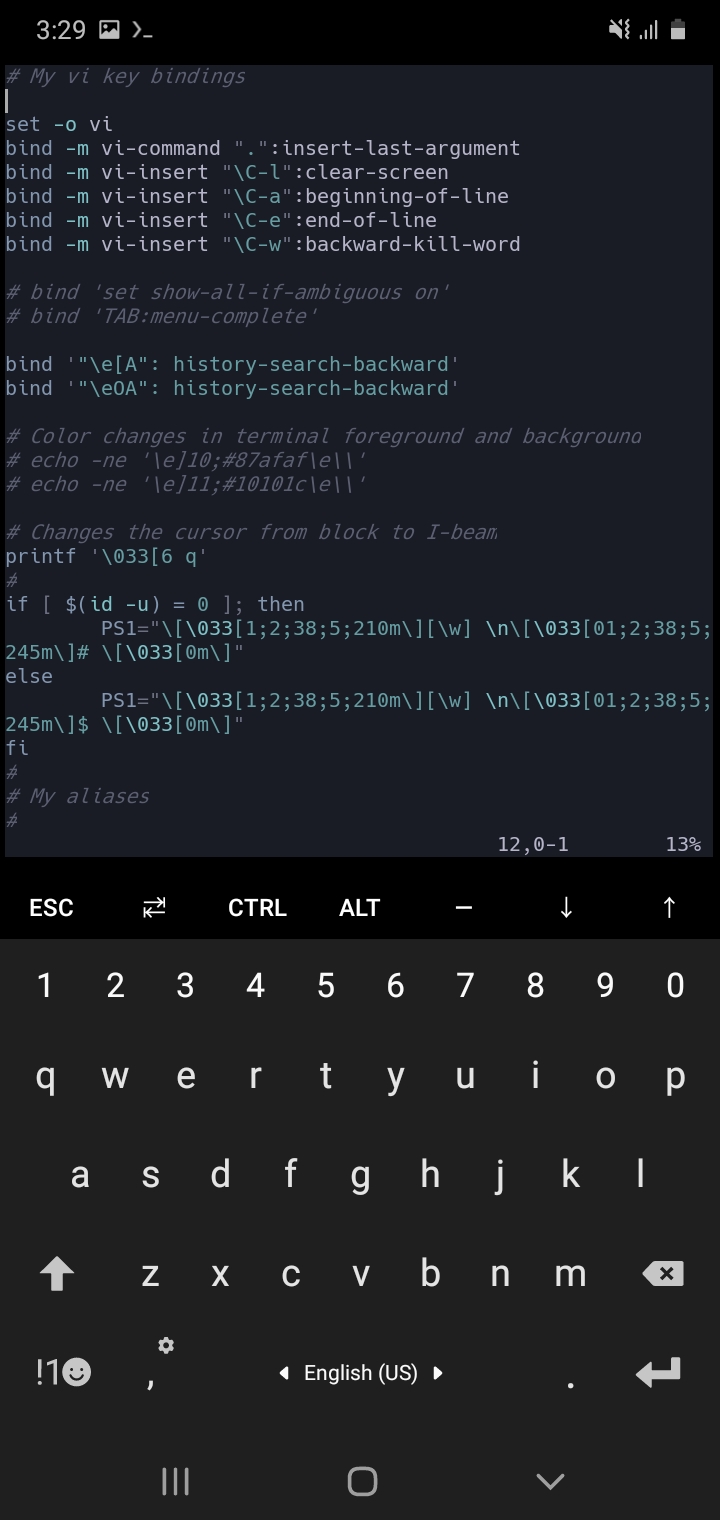 3:29
# My vi key bindings
set -o vi
bind -m vi-command ".":insert-last-argument
bind -m vi-insert "\C-l":clear-screen
bind -m vi-insert "\C-a":beginning-of-line
bind -m vi-insert "\C-e":end-of-line
bind -m vi-insert "\C-w":backward-kill-word
# bind 'set show-all-if-ambiguous on'
# bind 'TAB:menu-complete'
bind '"\e[A": history-search-backward'
bind '"\eOA": history-search-backward'
# Color changes in terminal foreground and background
# echo -ne '\e]10;#87afaf\e\\'
# echo -ne '\e]11;#10101c\e\\'
# Changes the cursor from block to I-beam
printf '\033[6 q'
#
if [ $(id -u) = 0 ]; then
        PS1="\[\033[1;2;38;5;210m\][\w] \n\[\033[01;2;38;5;
245m\]# \[\033[0m\]"
else
        PS1="\[\033[1;2;38;5;210m\][\w] \n\[\033[01;2;38;5;
245m\]$ \[\033[0m\]"
fi
#
# My aliases
#
12,0-1 13%
ESC ⇄ CTRL ALT – ↓ ↑
1 2 3 4 5 6 7 8 9 0
q w e r t y u i o p
a s d f g h j k l
z x c v b n m
!1☺ , English (US) .